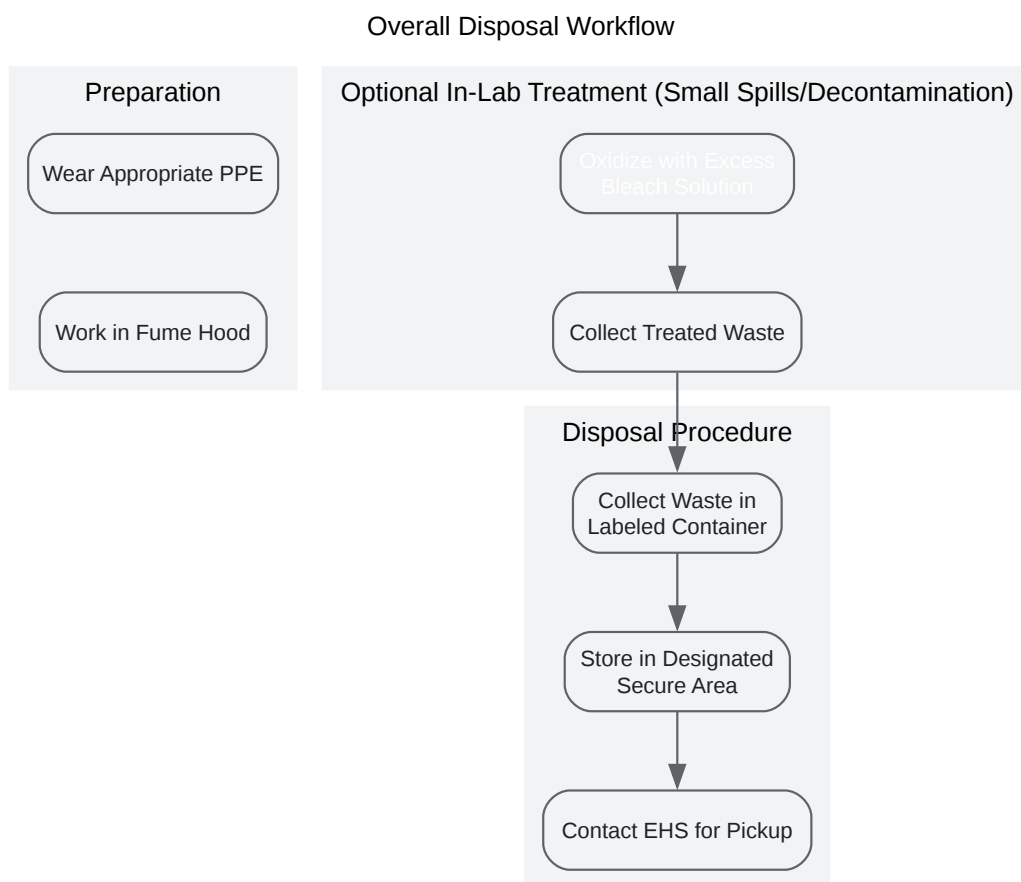 Overall Disposal Workflow
Preparation
Wear Appropriate PPE
Work in Fume Hood
Optional In-Lab Treatment (Small Spills/Decontamination)
Oxidize with Excess
Bleach Solution
Collect Treated Waste
Disposal Procedure
Collect Waste in
Labeled Container
Store in Designated
Secure Area
Contact EHS for Pickup